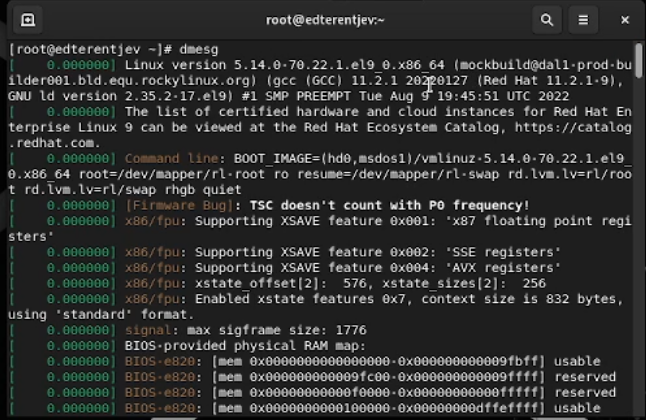 root@edterentjev:~
[root@edterentjev ~]# dmesg
[    0.000000] Linux version 5.14.0-70.22.1.el9_0.x86_64 (mockbuild@dal1-prod-bu
ilder001.bld.equ.rockylinux.org) (gcc (GCC) 11.2.1 20220127 (Red Hat 11.2.1-9),
GNU ld version 2.35.2-17.el9) #1 SMP PREEMPT Tue Aug 9 19:45:51 UTC 2022
[    0.000000] The list of certified hardware and cloud instances for Red Hat En
terprise Linux 9 can be viewed at the Red Hat Ecosystem Catalog, https://catalog
.redhat.com.
[    0.000000] Command line: BOOT_IMAGE=(hd0,msdos1)/vmlinuz-5.14.0-70.22.1.el9_
0.x86_64 root=/dev/mapper/rl-root ro resume=/dev/mapper/rl-swap rd.lvm.lv=rl/roo
t rd.lvm.lv=rl/swap rhgb quiet
[    0.000000] [Firmware Bug]: TSC doesn't count with P0 frequency!
[    0.000000] x86/fpu: Supporting XSAVE feature 0x001: 'x87 floating point regi
sters'
[    0.000000] x86/fpu: Supporting XSAVE feature 0x002: 'SSE registers'
[    0.000000] x86/fpu: Supporting XSAVE feature 0x004: 'AVX registers'
[    0.000000] x86/fpu: xstate_offset[2]:  576, xstate_sizes[2]:  256
[    0.000000] x86/fpu: Enabled xstate features 0x7, context size is 832 bytes,
using 'standard' format.
[    0.000000] signal: max sigframe size: 1776
[    0.000000] BIOS-provided physical RAM map:
[    0.000000] BIOS-e820: [mem 0x0000000000000000-0x000000000009fbff] usable
[    0.000000] BIOS-e820: [mem 0x000000000009fc00-0x000000000009ffff] reserved
[    0.000000] BIOS-e820: [mem 0x00000000000f0000-0x00000000000fffff] reserved
[    0.000000] BIOS-e820: [mem 0x0000000000100000-0x00000000dffeffff] usable